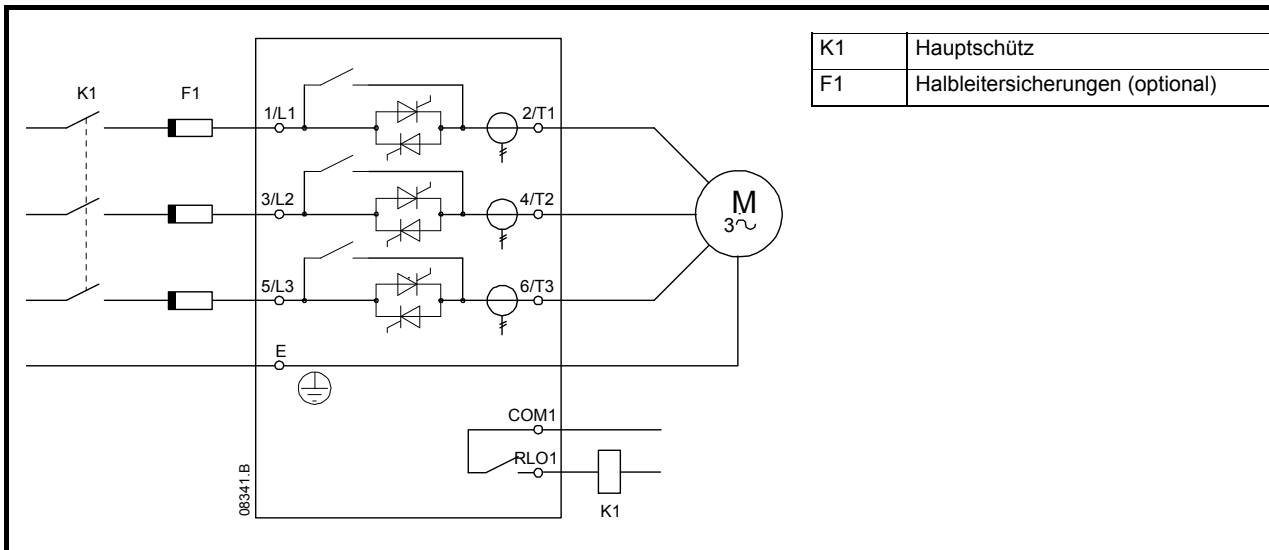 K1 Hauptschütz
F1 Halbleitersicherungen (optional)
K1 F1
1/L1 2/T1
3/L2 4/T2
M
3~
5/L3 6/T3
E
COM1
RLO1
08341.B
K1